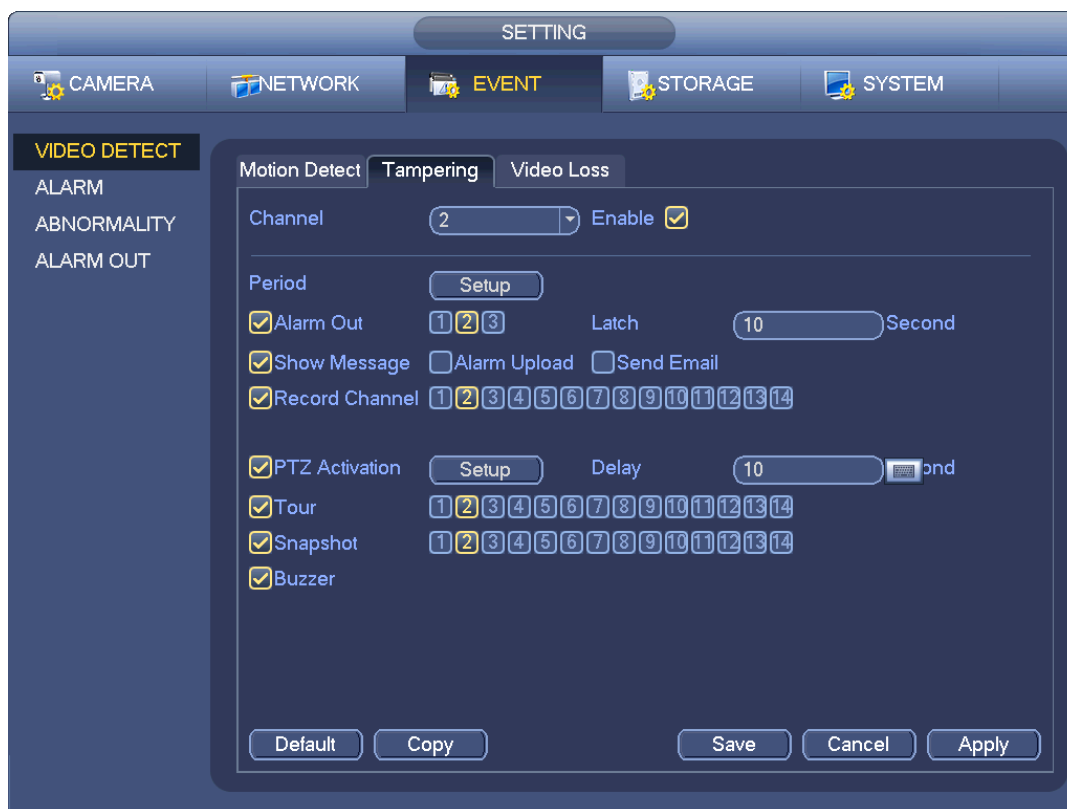 SETTING
CAMERA NETWORK EVENT STORAGE SYSTEM
VIDEO DETECT
ALARM
ABNORMALITY
ALARM OUT
Motion Detect Tampering Video Loss
Channel 2 Enable
Period Setup
Alarm Out 1 2 3 Latch 10 Second
Show Message Alarm Upload Send Email
Record Channel 1 2 3 4 5 6 7 8 9 10 11 12 13 14
PTZ Activation Setup Delay 10 ond
Tour 1 2 3 4 5 6 7 8 9 10 11 12 13 14
Snapshot 1 2 3 4 5 6 7 8 9 10 11 12 13 14
Buzzer
Default Copy Save Cancel Apply